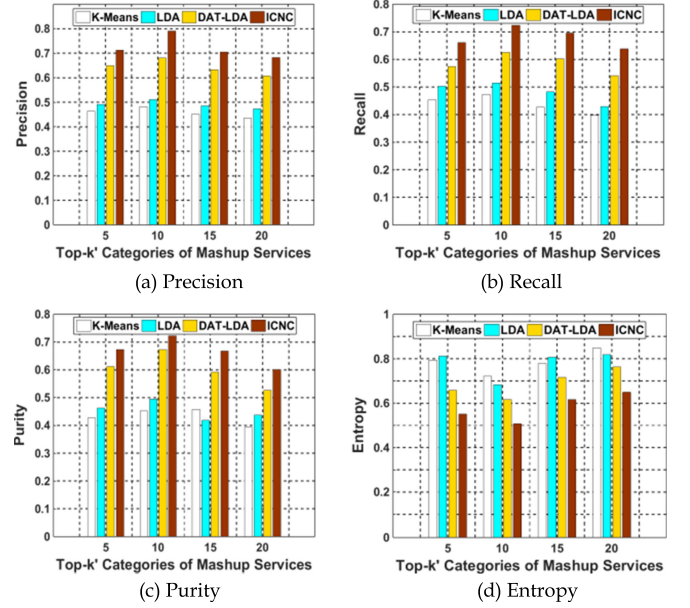 K-Means LDA DAT-LDA ICNC
0.8
0.7
0.6
0.5
0.4
0.3
0.2
0.1
0
Precision
5 10 15 20
Top-k' Categories of Mashup Services
(a) Precision
K-Means LDA DAT-LDA ICNC
0.8
0.7
0.6
0.5
0.4
0.3
0.2
0.1
0
Recall
5 10 15 20
Top-k' Categories of Mashup Services
(b) Recall
K-Means LDA DAT-LDA ICNC
0.8
0.7
0.6
0.5
0.4
0.3
0.2
0.1
0
Purity
5 10 15 20
Top-k' Categories of Mashup Services
(c) Purity
K-Means LDA DAT-LDA ICNC
1
0.8
0.6
0.4
0.2
0
Entropy
5 10 15 20
Top-k' Categories of Mashup Services
(d) Entropy